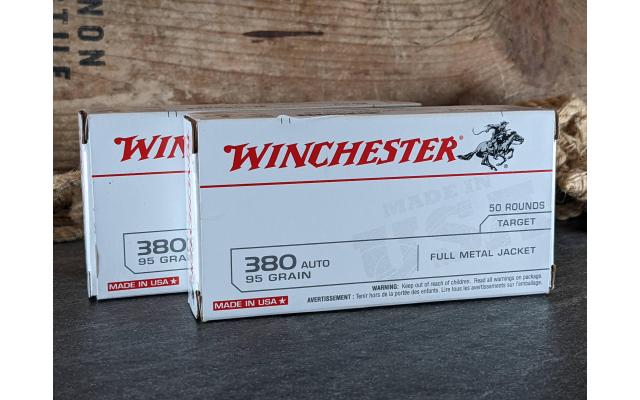 NON
TILE
WINCHESTER
50 ROUNDS
TARGET
MADE IN
USA
380 AUTO
95 GRAIN
FULL METAL JACKET
WARNING: Keep out of reach of children. Read all warnings on package.
AVERTISSEMENT : Tenir hors de la portée des enfants. Lire tous les avertissements sur l'emballage.
MADE IN USA
WIN
380
95 GRAIN
MADE IN USA